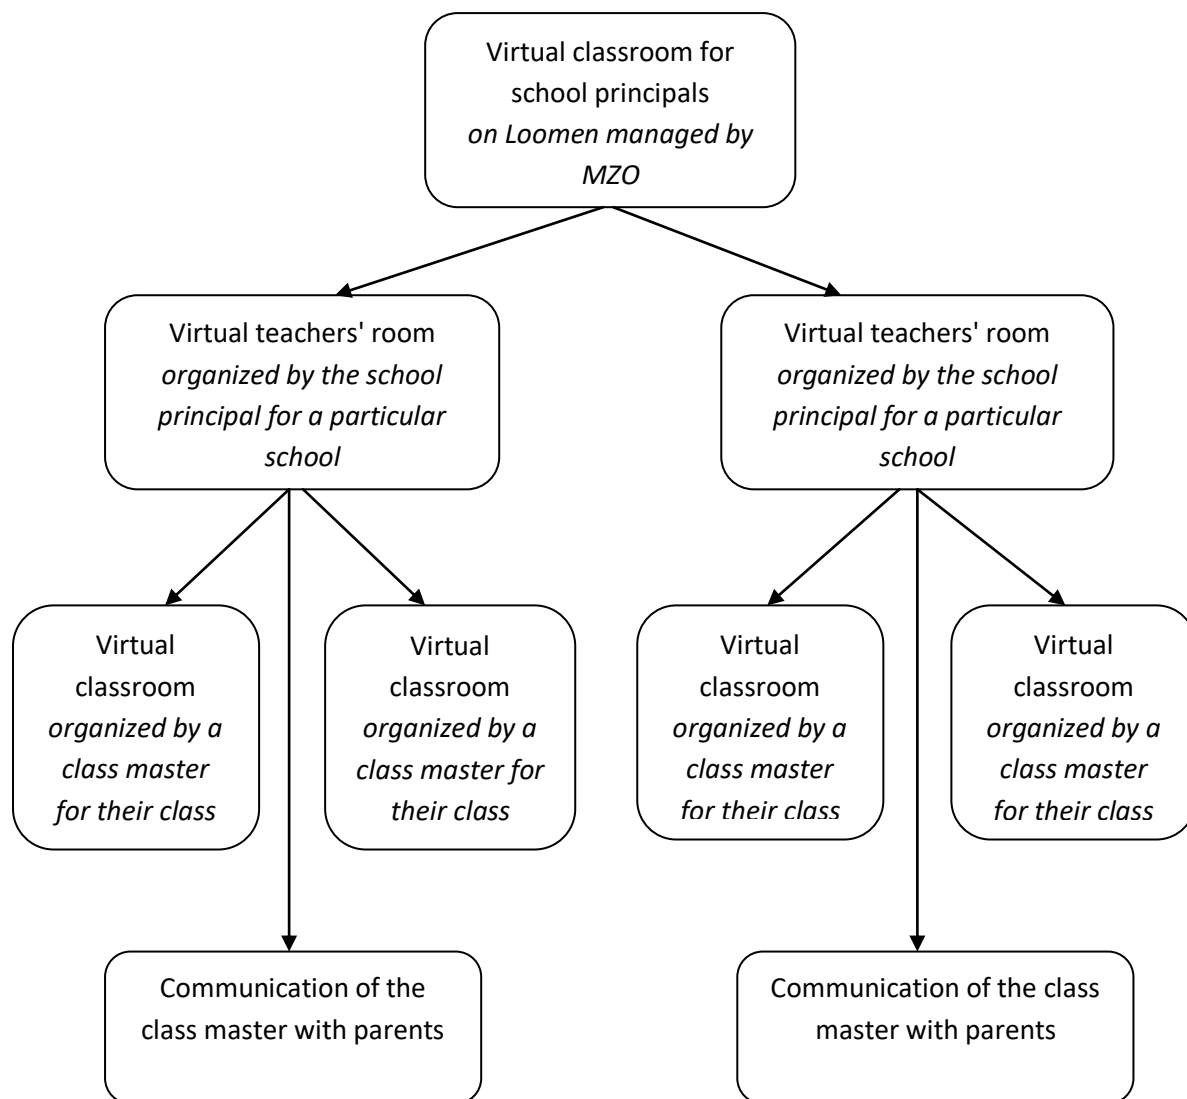 Virtual classroom for
school principals
on Loomen managed by
MZO
Virtual teachers' room
organized by the school
principal for a particular
school
Virtual teachers' room
organized by the school
principal for a particular
school
Virtual
classroom
organized by a
class master
for their class
Virtual
classroom
organized by a
class master for
their class
Virtual
classroom
organized by a
class master
for their class
Virtual
classroom
organized by a
class master
for their class
Communication of the
class master with parents
Communication of the class
master with parents